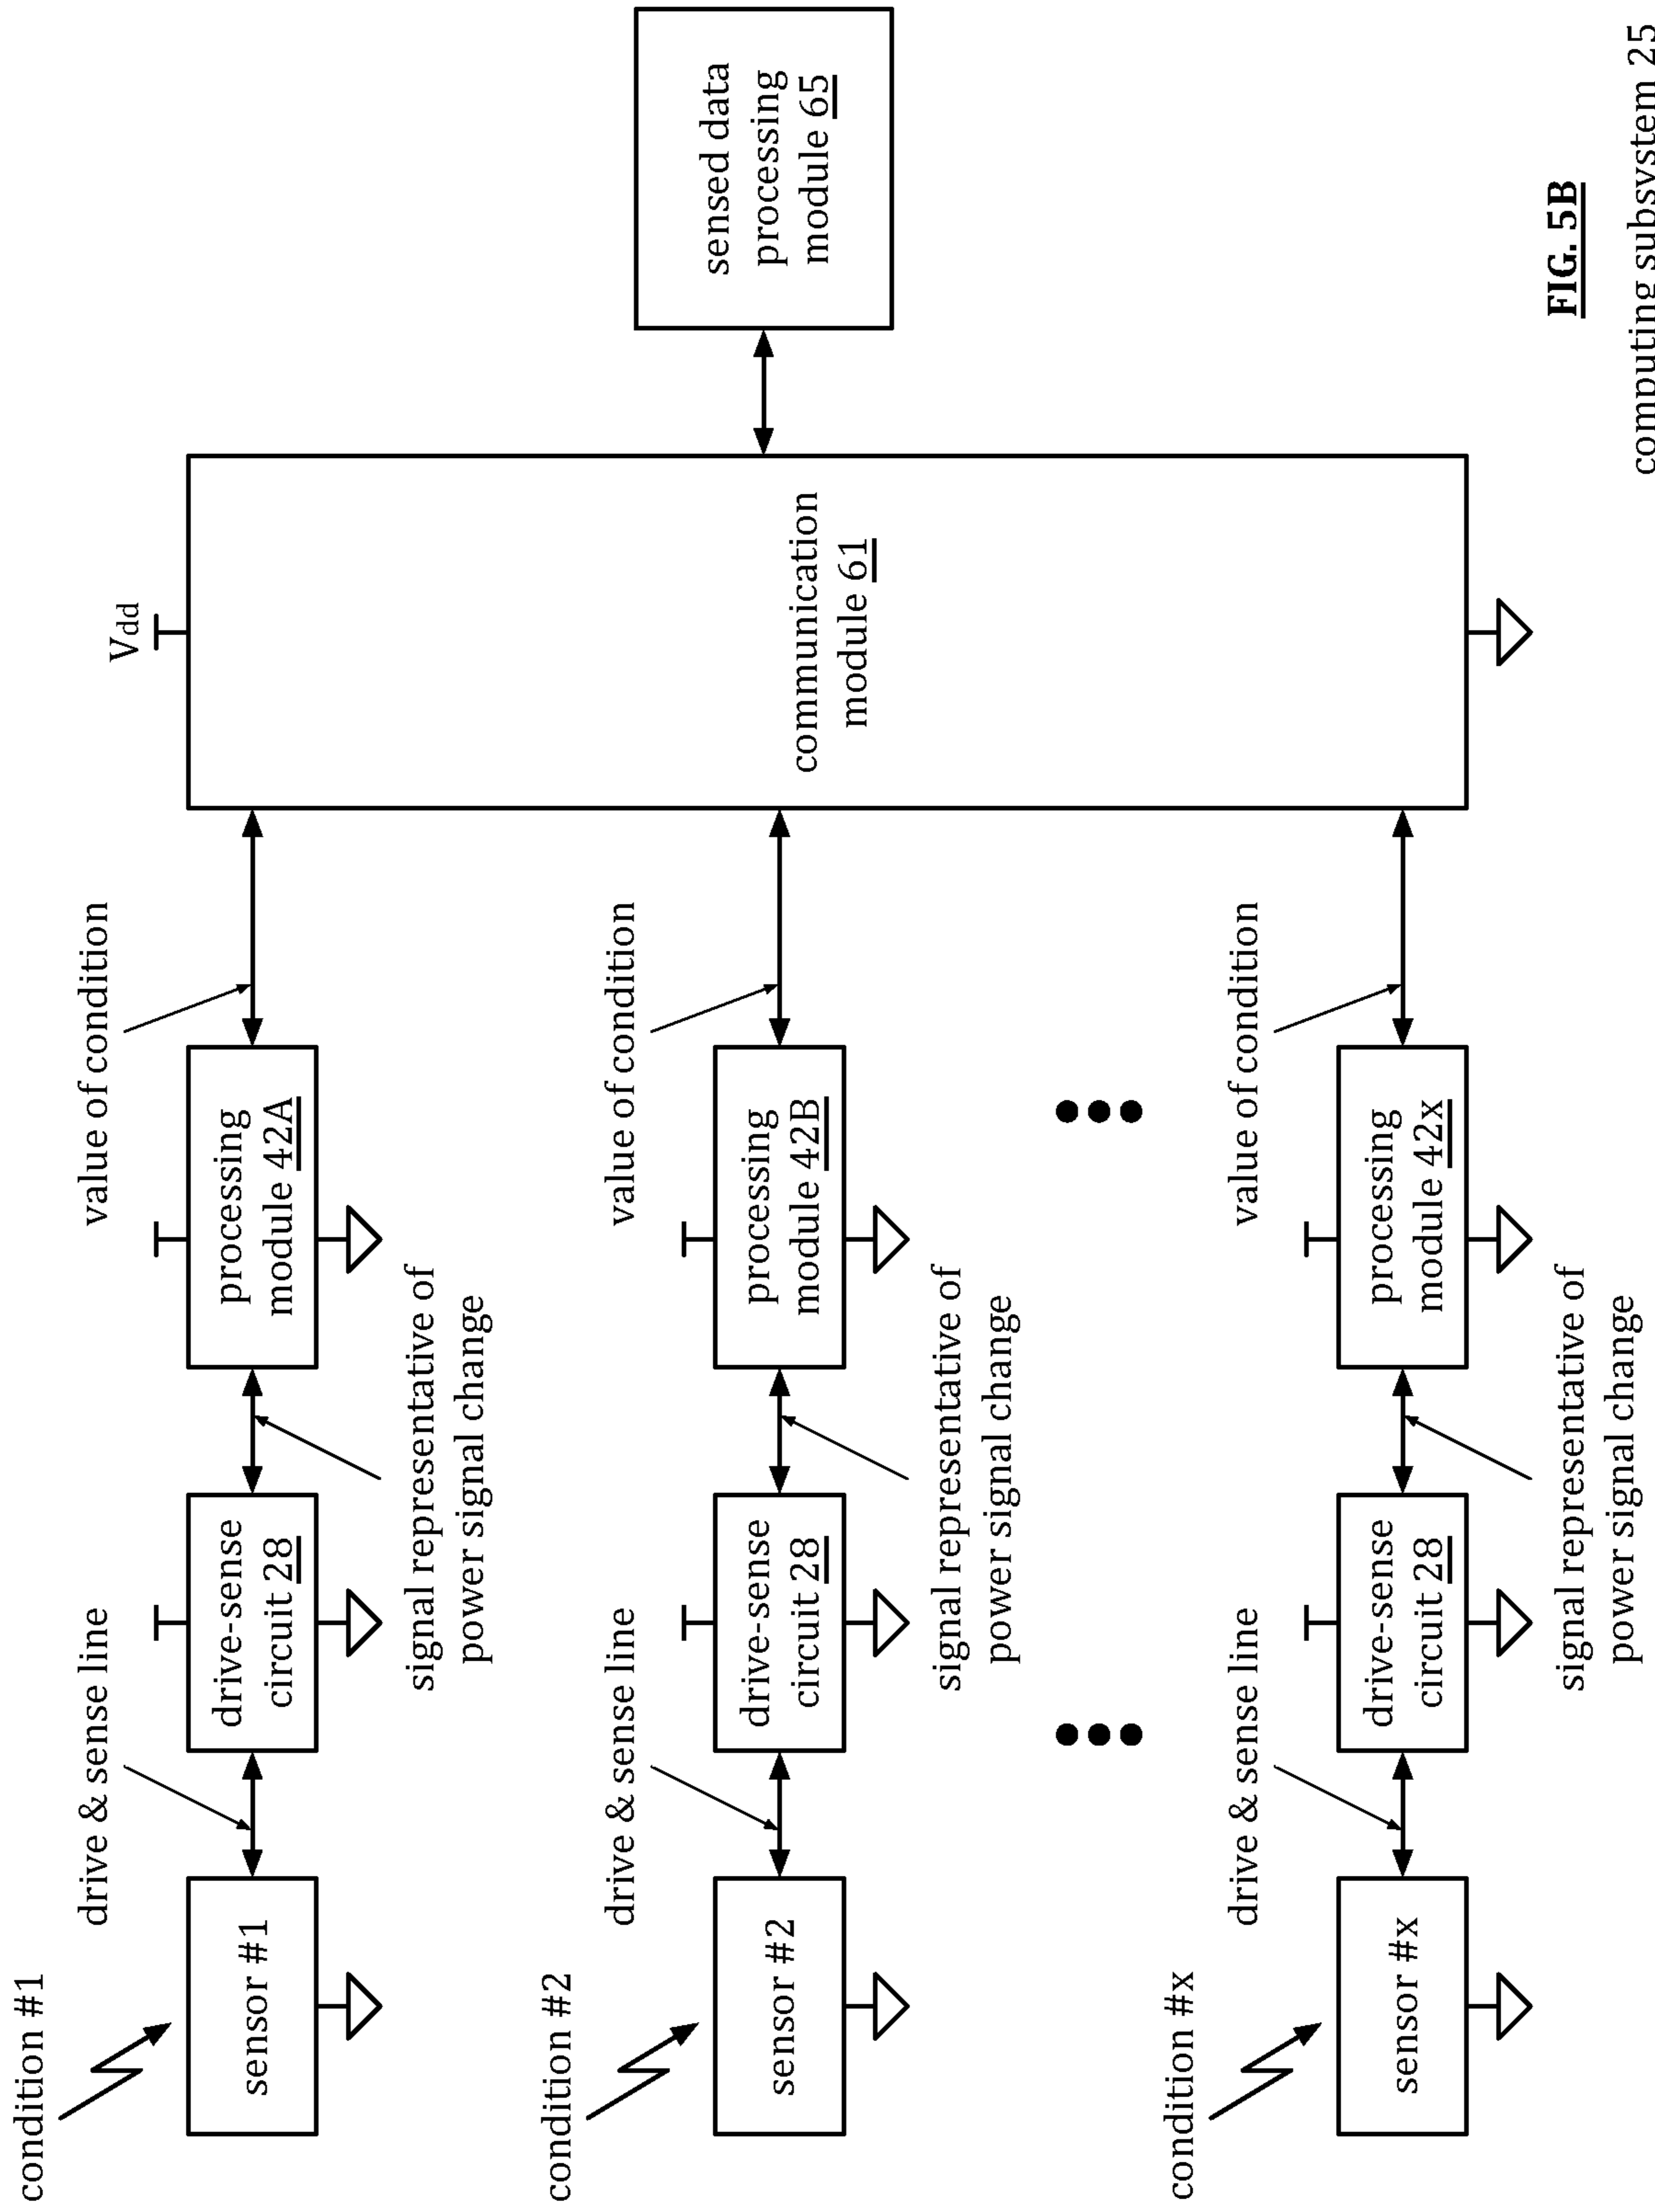 condition #1
drive & sense line
value of condition
Vdd
sensor #1
drive-sense
circuit 28
processing
module 42A
signal representative of
power signal change
condition #2
drive & sense line
value of condition
sensor #2
drive-sense
circuit 28
processing
module 42B
signal representative of
power signal change
communication
module 61
sensed data
processing
module 65
condition #x
drive & sense line
value of condition
sensor #x
drive-sense
circuit 28
processing
module 42x
signal representative of
power signal change
FIG. 5B
computing subsystem 25